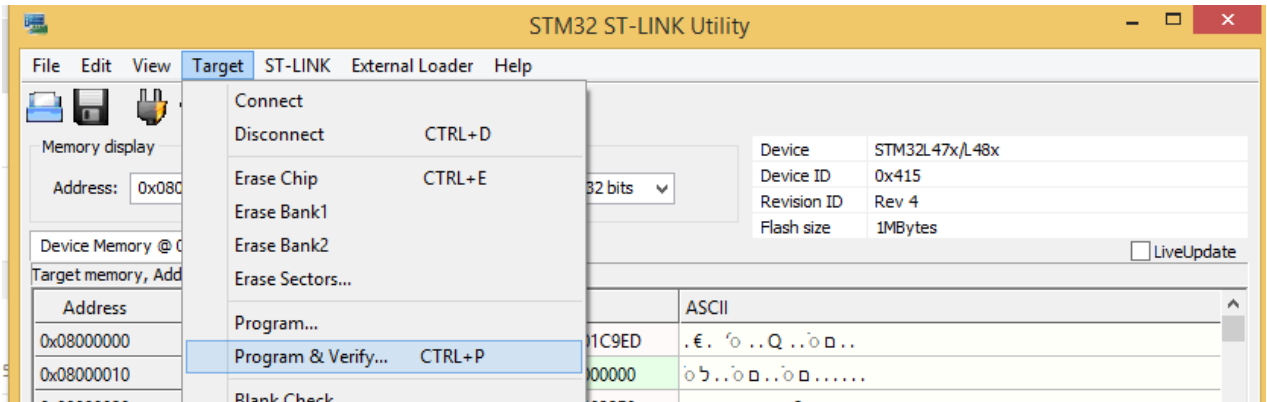 STM32 ST-LINK Utility
File Edit View Target ST-LINK External Loader Help
Connect
Disconnect CTRL+D
Erase Chip CTRL+E
Erase Bank1
Erase Bank2
Erase Sectors...
Program...
Program & Verify... CTRL+P
Blank Check
Memory display
Address: 0x080
32 bits
Device STM32L47x/L48x
Device ID 0x415
Revision ID Rev 4
Flash size 1MBytes
Device Memory @ 0
LiveUpdate
Target memory, Add
Address ASCII
0x08000000 01C9ED
0x08000010 000000